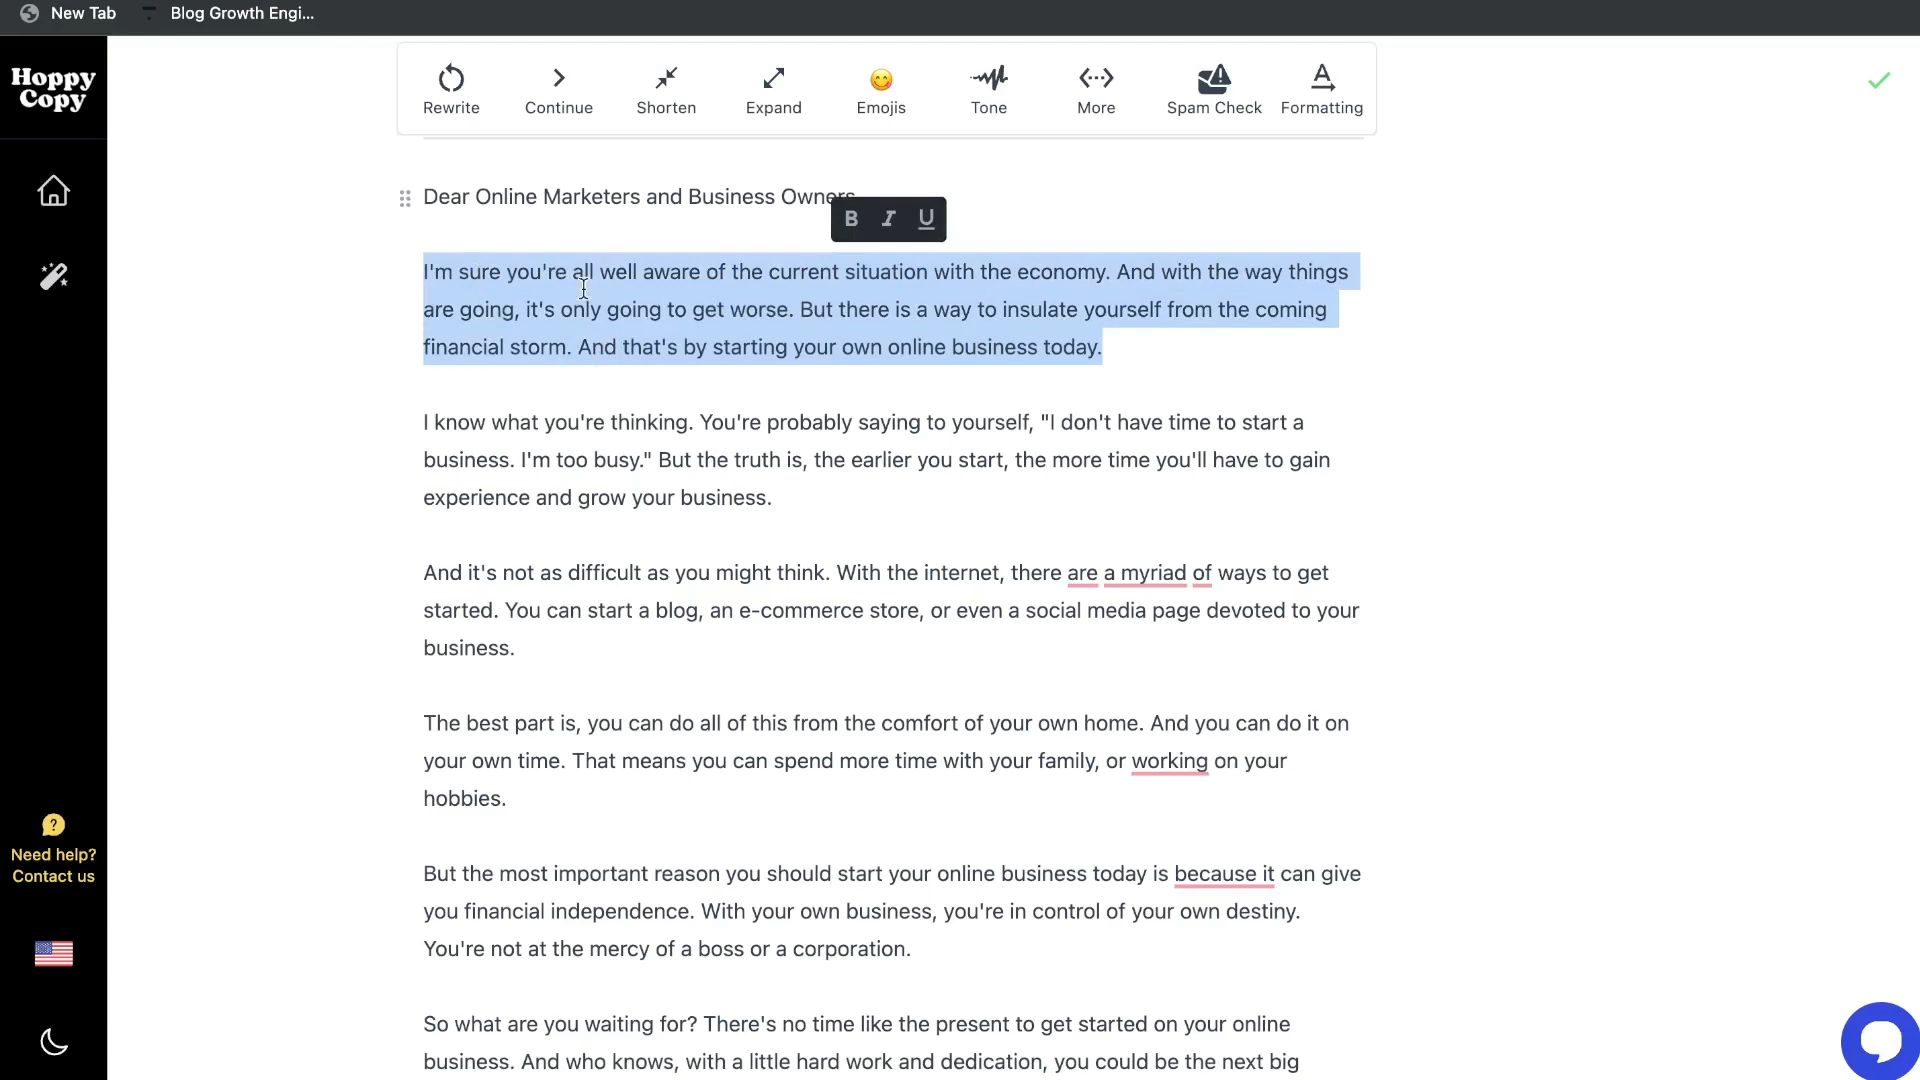 New Tab
Blog Growth Engi...
Hoppy
Copy
Rewrite
Continue
Shorten
Expand
Emojis
Tone
More
Spam Check
Formatting
Dear Online Marketers and Business Owners
B I U
I'm sure you're all well aware of the current situation with the economy. And with the way things
are going, it's only going to get worse. But there is a way to insulate yourself from the coming
financial storm. And that's by starting your own online business today.
I know what you're thinking. You're probably saying to yourself, "I don't have time to start a
business. I'm too busy." But the truth is, the earlier you start, the more time you'll have to gain
experience and grow your business.
And it's not as difficult as you might think. With the internet, there are a myriad of ways to get
started. You can start a blog, an e-commerce store, or even a social media page devoted to your
business.
The best part is, you can do all of this from the comfort of your own home. And you can do it on
your own time. That means you can spend more time with your family, or working on your
hobbies.
But the most important reason you should start your online business today is because it can give
you financial independence. With your own business, you're in control of your own destiny.
You're not at the mercy of a boss or a corporation.
So what are you waiting for? There's no time like the present to get started on your online
business. And who knows, with a little hard work and dedication, you could be the next big
?
Need help?
Contact us